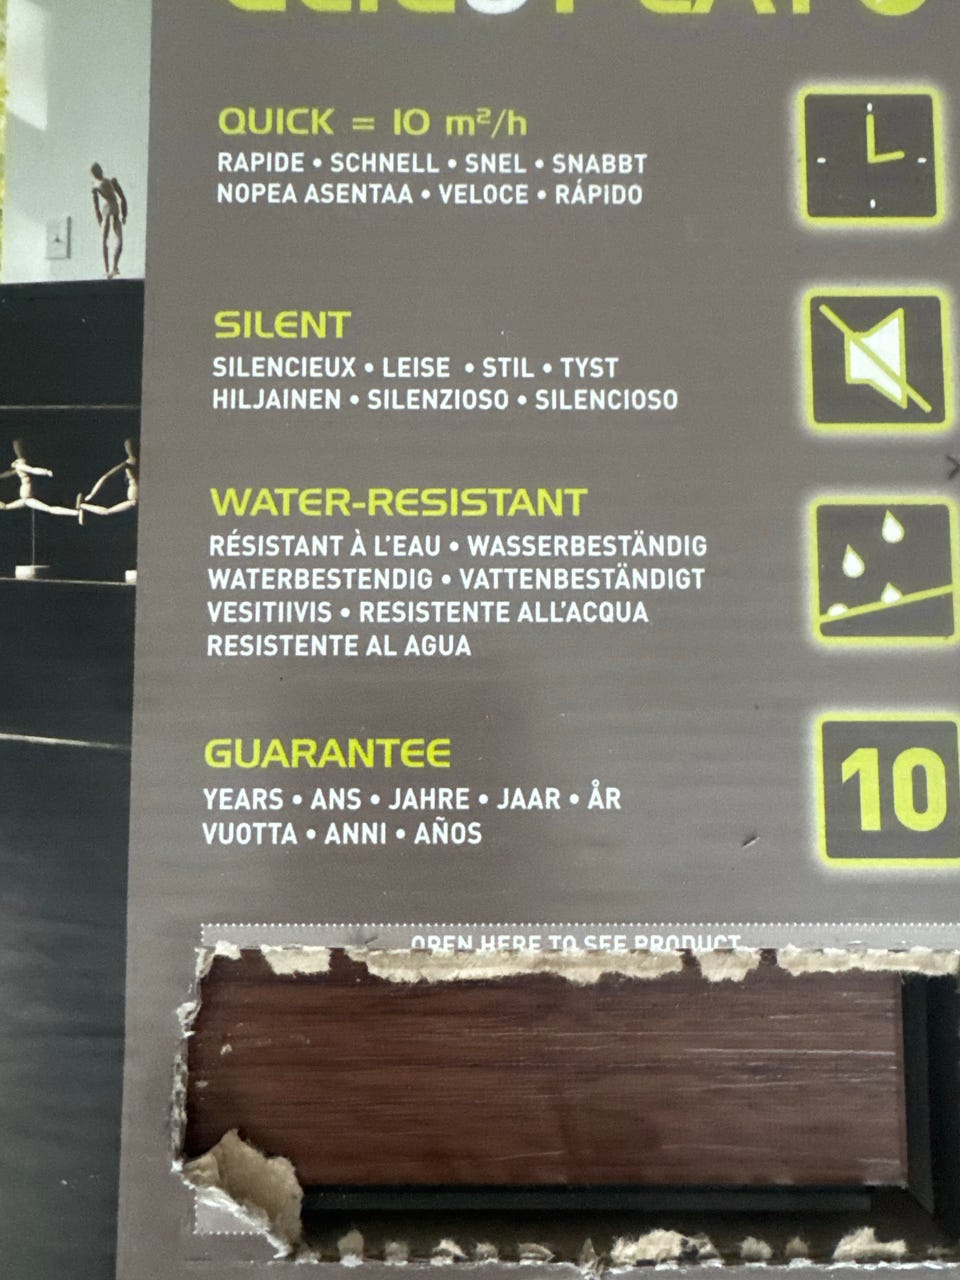 QUICK = 10 m²/h
RAPIDE • SCHNELL • SNEL • SNABBT
NOPEA ASENTAA • VELOCE • RÁPIDO
SILENT
SILENCIEUX • LEISE • STIL • TYST
HILJAINEN • SILENZIOSO • SILENCIOSO
WATER-RESISTANT
RÉSISTANT À L'EAU • WASSERBESTÄNDIG
WATERBESTENDIG • VATTENBESTÄNDIGT
VESITIIVIS • RESISTENTE ALL'ACQUA
RESISTENTE AL AGUA
GUARANTEE
YEARS • ANS • JAHRE • JAAR • ÅR
VUOTTA • ANNI • AÑOS
10
OPEN HERE TO SEE PRODUCT